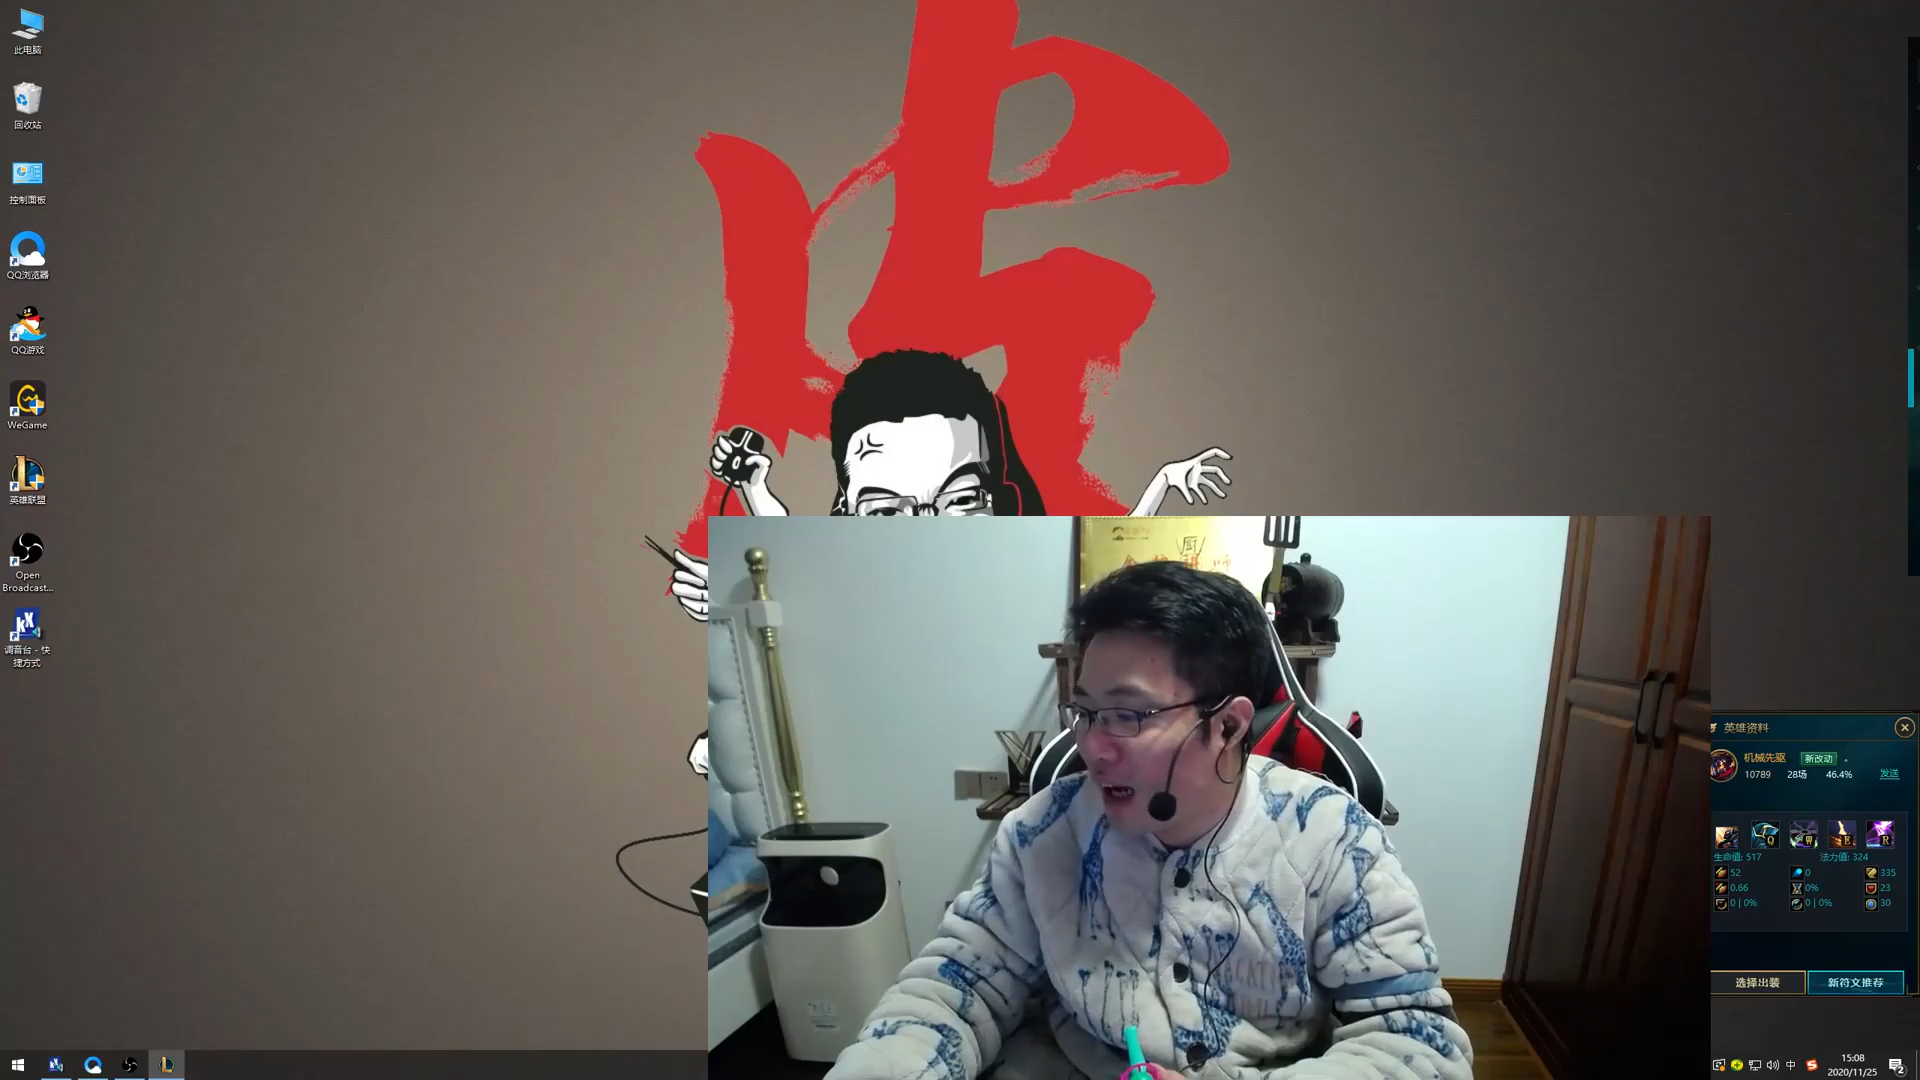 此电脑
回收站
控制面板
QQ浏览器
QQ游戏
WeGame
英雄联盟
Open
Broadcast...
调音台 - 快
捷方式
厨
英雄资料
机械先驱
新改动
10789
28场
46.4%
发送
Q
W
E
R
生命值: 517
法力值: 324
52
0
335
0.66
0%
23
0 | 0%
0 | 0%
30
选择出装
新符文推荐
中
15:08
2020/11/25
2